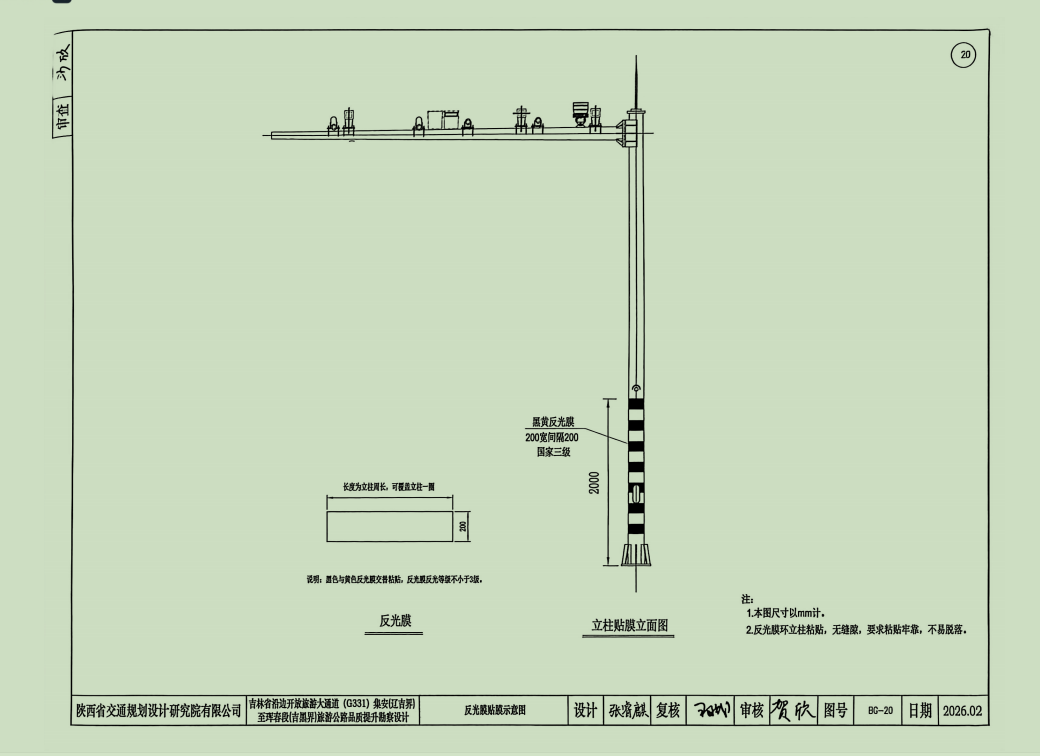 审查
20
黑黄反光膜
200宽间隔200
国家三级
2000
长度为立柱周长，可覆盖立柱一圈
200
说明：黑色与黄色反光膜交替粘贴，反光膜反光等级不小于3级。
反光膜
立柱贴膜立面图
注：
1.本图尺寸以mm计。
2.反光膜环立柱粘贴，无缝隙，要求粘贴牢靠，不易脱落。
陕西省交通规划设计研究院有限公司
吉林省沿边开放旅游大通道（G331）集安(辽吉界)
至珲春段(吉黑界)旅游公路品质提升勘察设计
反光膜贴膜示意图
设计
复核
审核
贺欣
图号
BG-20
日期
2026.02